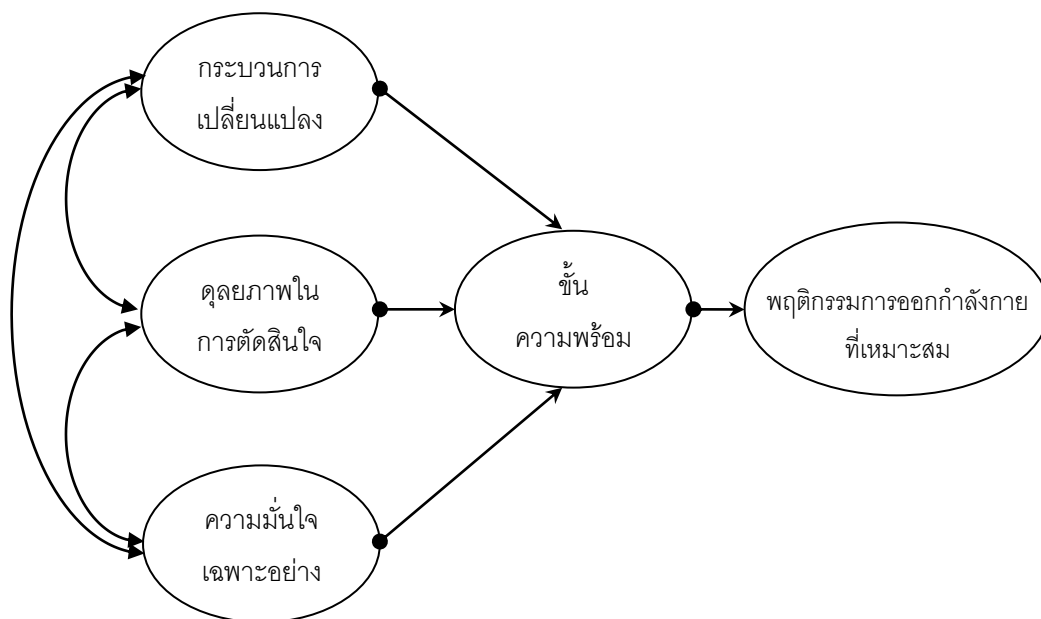 กระบวนการ
เปลี่ยนแปลง
ดุลยภาพใน
การตัดสินใจ
ขั้น
ความพร้อม
พฤติกรรมการออกกำลังกาย
ที่เหมาะสม
ความมั่นใจ
เฉพาะอย่าง